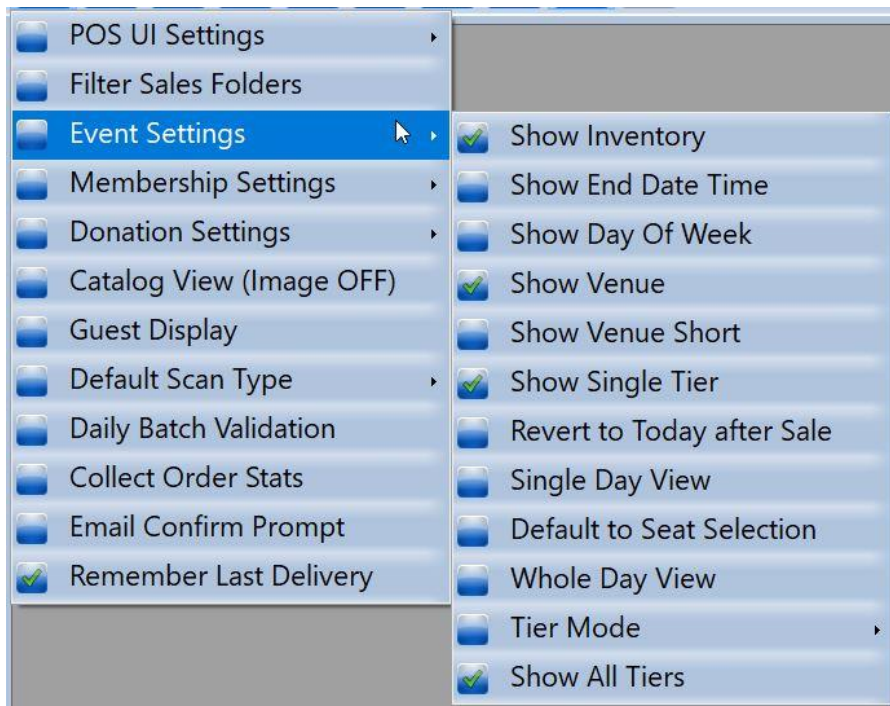 POS UI Settings
Filter Sales Folders
Event Settings
Membership Settings
Donation Settings
Catalog View (Image OFF)
Guest Display
Default Scan Type
Daily Batch Validation
Collect Order Stats
Email Confirm Prompt
Remember Last Delivery
Show Inventory
Show End Date Time
Show Day Of Week
Show Venue
Show Venue Short
Show Single Tier
Revert to Today after Sale
Single Day View
Default to Seat Selection
Whole Day View
Tier Mode
Show All Tiers